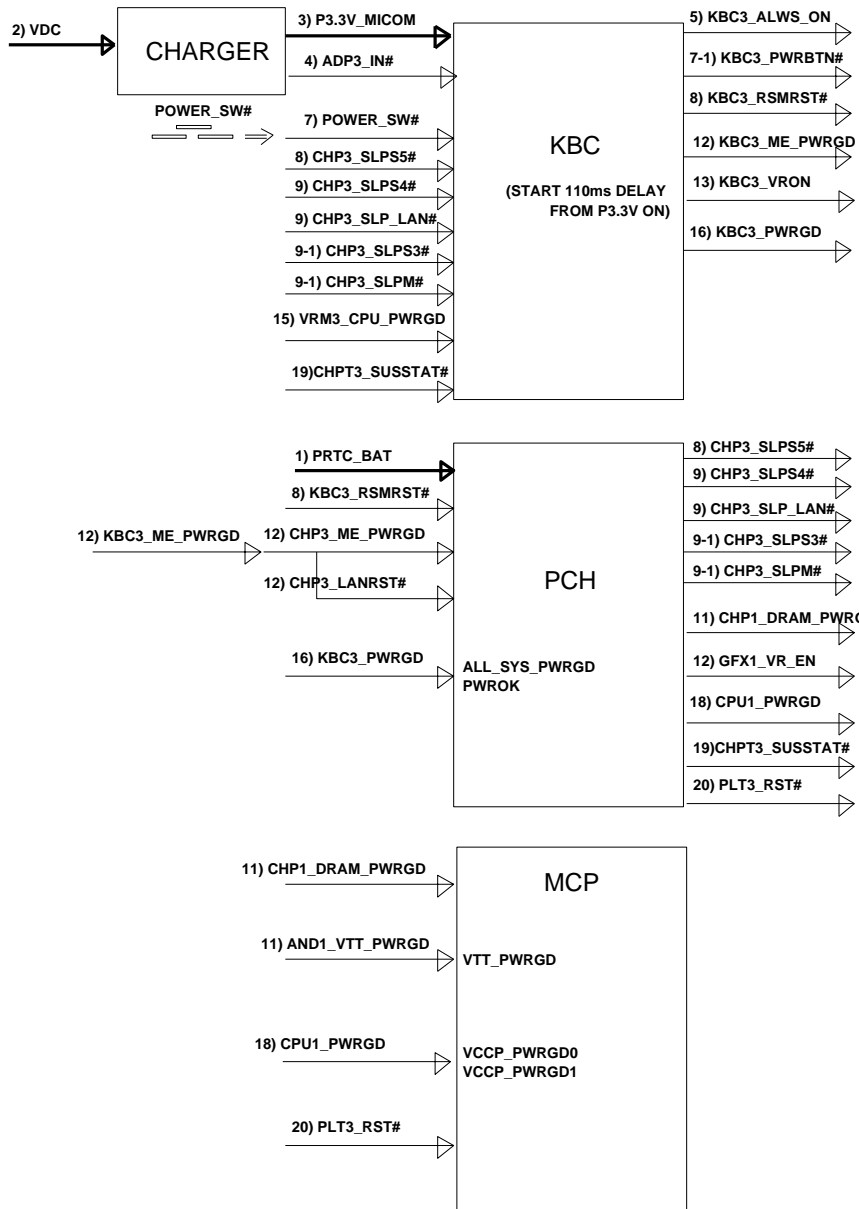 2) VDC
CHARGER
3) P3.3V_MICOM
4) ADP3_IN#
POWER_SW#
7) POWER_SW#
8) CHP3_SLPS5#
9) CHP3_SLPS4#
9) CHP3_SLP_LAN#
9-1) CHP3_SLPS3#
9-1) CHP3_SLPM#
15) VRM3_CPU_PWRGD
19)CHPT3_SUSSTAT#
KBC
(START 110ms DELAY
FROM P3.3V ON)
5) KBC3_ALWS_ON
7-1) KBC3_PWRBTN#
8) KBC3_RSMRST#
12) KBC3_ME_PWRGD
13) KBC3_VRON
16) KBC3_PWRGD
1) PRTC_BAT
8) KBC3_RSMRST#
12) KBC3_ME_PWRGD
12) CHP3_ME_PWRGD
12) CHP3_LANRST#
16) KBC3_PWRGD
PCH
ALL_SYS_PWRGD
PWROK
8) CHP3_SLPS5#
9) CHP3_SLPS4#
9) CHP3_SLP_LAN#
9-1) CHP3_SLPS3#
9-1) CHP3_SLPM#
11) CHP1_DRAM_PWRG
12) GFX1_VR_EN
18) CPU1_PWRGD
19)CHPT3_SUSSTAT#
20) PLT3_RST#
11) CHP1_DRAM_PWRGD
11) AND1_VTT_PWRGD
18) CPU1_PWRGD
20) PLT3_RST#
MCP
VTT_PWRGD
VCCP_PWRGD0
VCCP_PWRGD1